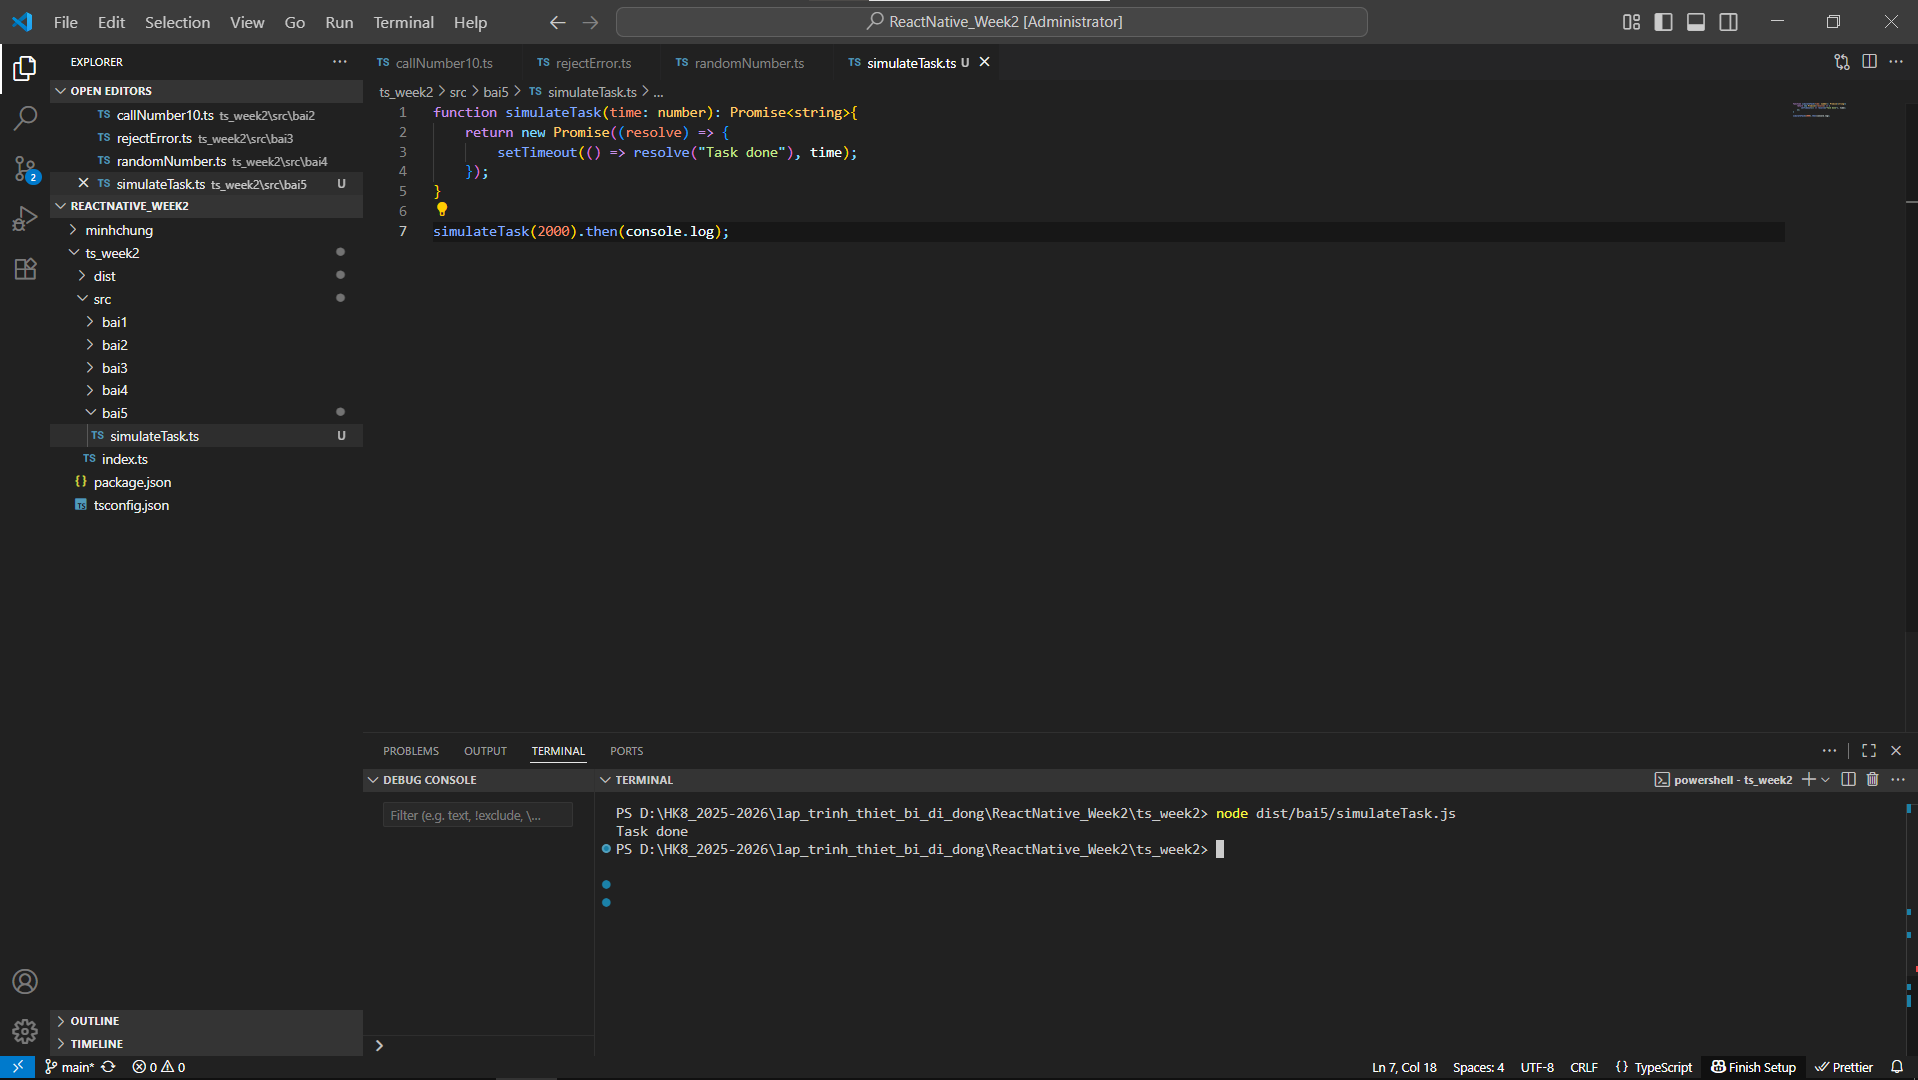 File Edit Selection View Go Run Terminal Help
ReactNative_Week2 [Administrator]
EXPLORER
OPEN EDITORS
TS callNumber10.ts ts_week2\src\bai2
TS rejectError.ts ts_week2\src\bai3
TS randomNumber.ts ts_week2\src\bai4
TS simulateTask.ts ts_week2\src\bai5 U
REACTNATIVE_WEEK2
minhchung
ts_week2
dist
src
bai1
bai2
bai3
bai4
bai5
TS simulateTask.ts U
TS index.ts
{} package.json
TS tsconfig.json
OUTLINE
TIMELINE
2
TS callNumber10.ts TS rejectError.ts TS randomNumber.ts TS simulateTask.ts U
ts_week2 > src > bai5 > TS simulateTask.ts > ...
1 function simulateTask(time: number): Promise<string>{
2 return new Promise((resolve) => {
3 setTimeout(() => resolve("Task done"), time);
4 });
5 }
6
7 simulateTask(2000).then(console.log);
PROBLEMS OUTPUT TERMINAL PORTS
DEBUG CONSOLE
Filter (e.g. text, !exclude, \...
TERMINAL
powershell - ts_week2
PS D:\HK8_2025-2026\lap_trinh_thiet_bi_di_dong\ReactNative_Week2\ts_week2> node dist/bai5/simulateTask.js
Task done
PS D:\HK8_2025-2026\lap_trinh_thiet_bi_di_dong\ReactNative_Week2\ts_week2>
main* 0 0
Ln 7, Col 18 Spaces: 4 UTF-8 CRLF {} TypeScript Finish Setup Prettier